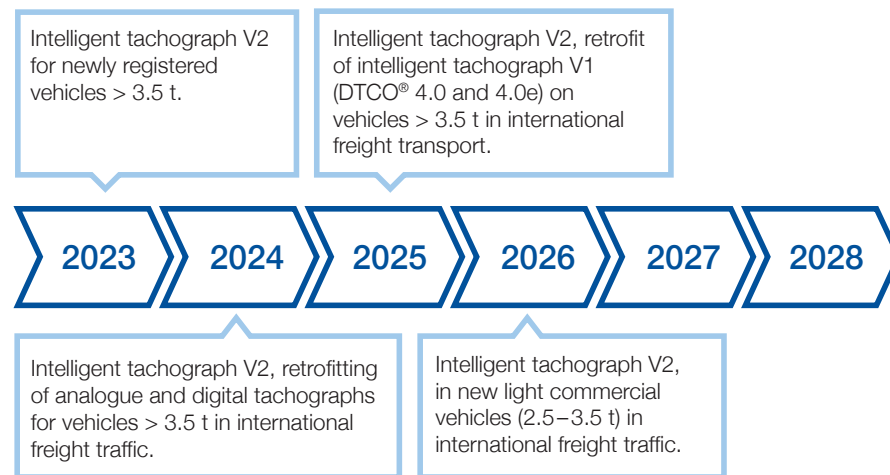 Intelligent tachograph V2
for newly registered
vehicles > 3.5 t.
Intelligent tachograph V2, retrofit
of intelligent tachograph V1
(DTCO® 4.0 and 4.0e) on
vehicles > 3.5 t in international
freight transport.
2023 2024 2025 2026 2027 2028
Intelligent tachograph V2, retrofitting
of analogue and digital tachographs
for vehicles > 3.5 t in international
freight traffic.
Intelligent tachograph V2,
in new light commercial
vehicles (2.5–3.5 t) in
international freight traffic.